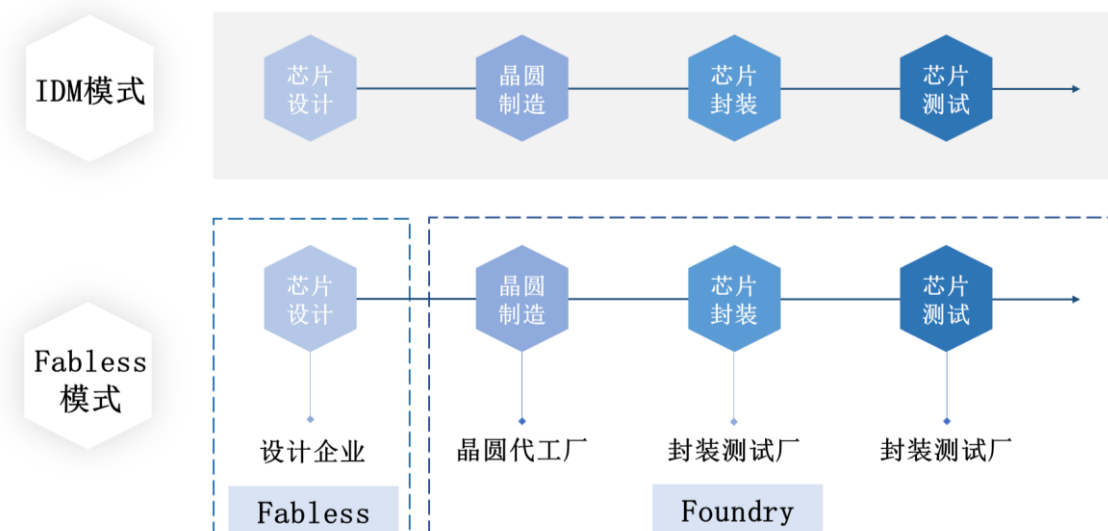 IDM模式
芯片
设计
晶圆
制造
芯片
封装
芯片
测试
Fabless
模式
芯片
设计
晶圆
制造
芯片
封装
芯片
测试
设计企业
晶圆代工厂
封装测试厂
封装测试厂
Fabless
Foundry